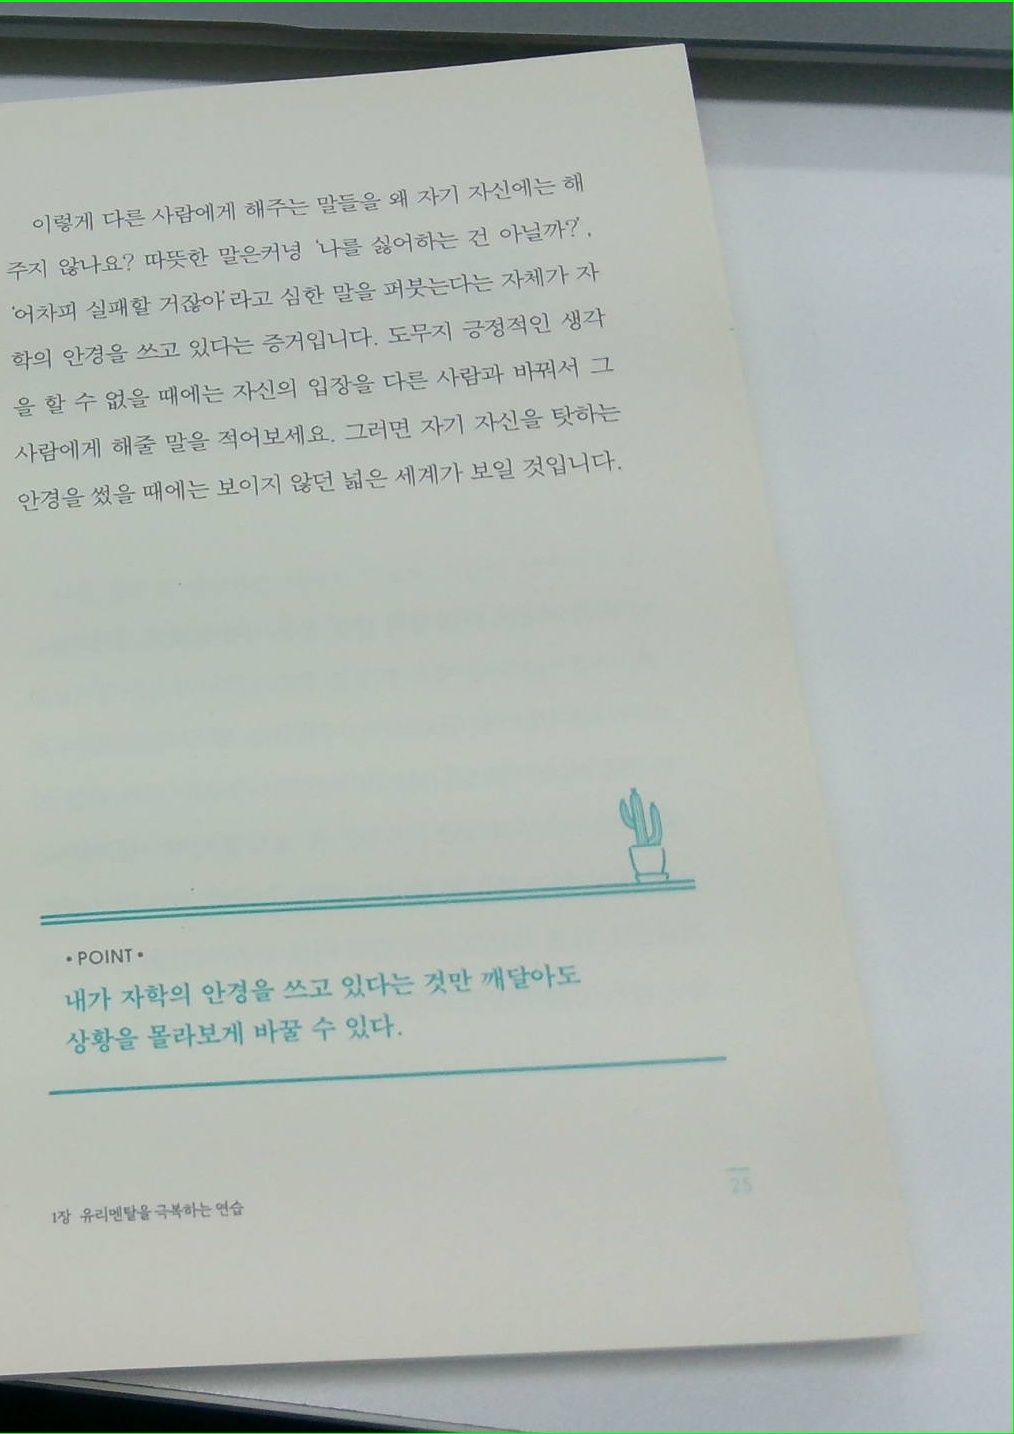 이렇게 다른 사람에게 해주는 말들을 왜 자기 자신에는 해
주지 않나요? 따뜻한 말은커녕 ‘나를 싫어하는 건 아닐까?’,
‘어차피 실패할 거잖아’라고 심한 말을 퍼붓는다는 자체가 자
학의 안경을 쓰고 있다는 증거입니다. 도무지 긍정적인 생각
을 할 수 없을 때에는 자신의 입장을 다른 사람과 바꿔서 그
사람에게 해줄 말을 적어보세요. 그러면 자기 자신을 탓하는
안경을 썼을 때에는 보이지 않던 넓은 세계가 보일 것입니다.
• POINT •
내가 자학의 안경을 쓰고 있다는 것만 깨달아도
상황을 몰라보게 바꿀 수 있다.
1장 유리멘탈을 극복하는 연습
25